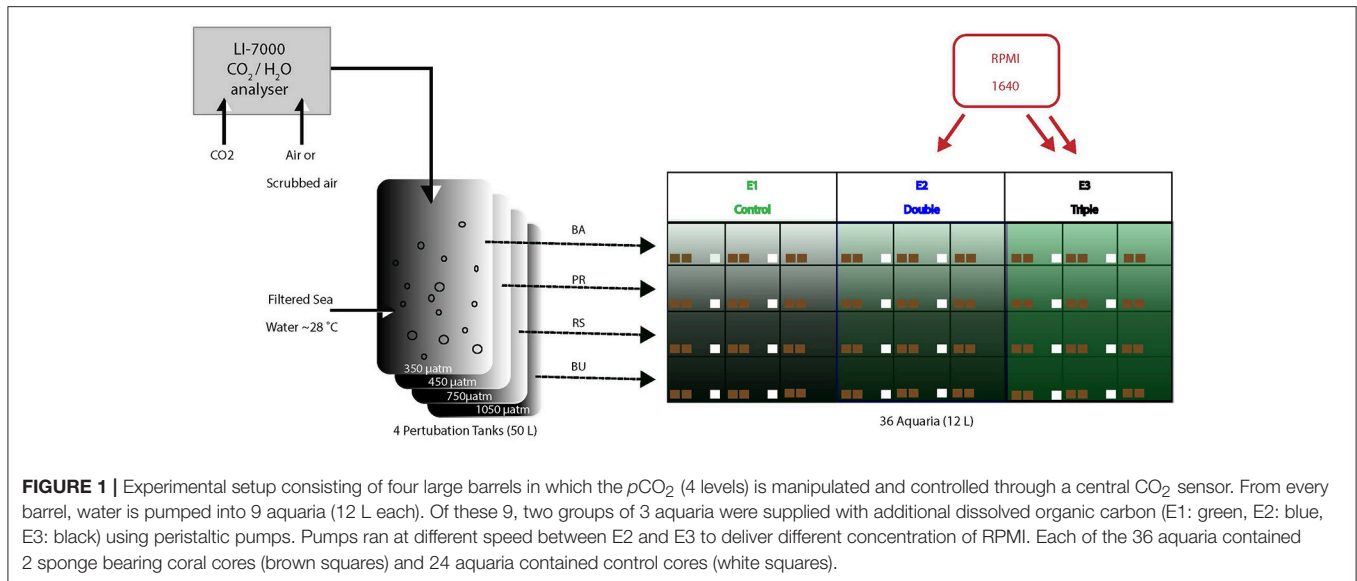 LI-7000
CO₂ / H₂O
analyser
CO2
Air or
Scrubbed air
RPMI
1640
E1
Control
E2
Double
E3
Triple
BA
PR
RS
BU
Filtered Sea
Water ~28 ˚C
350 µatm
450 µatm
750µatm
1050 µatm
4 Pertubation Tanks (50 L)
36 Aquaria (12 L)
FIGURE 1 | Experimental setup consisting of four large barrels in which the pCO₂ (4 levels) is manipulated and controlled through a central CO₂ sensor. From every
barrel, water is pumped into 9 aquaria (12 L each). Of these 9, two groups of 3 aquaria were supplied with additional dissolved organic carbon (E1: green, E2: blue,
E3: black) using peristaltic pumps. Pumps ran at different speed between E2 and E3 to deliver different concentration of RPMI. Each of the 36 aquaria contained
2 sponge bearing coral cores (brown squares) and 24 aquaria contained control cores (white squares).